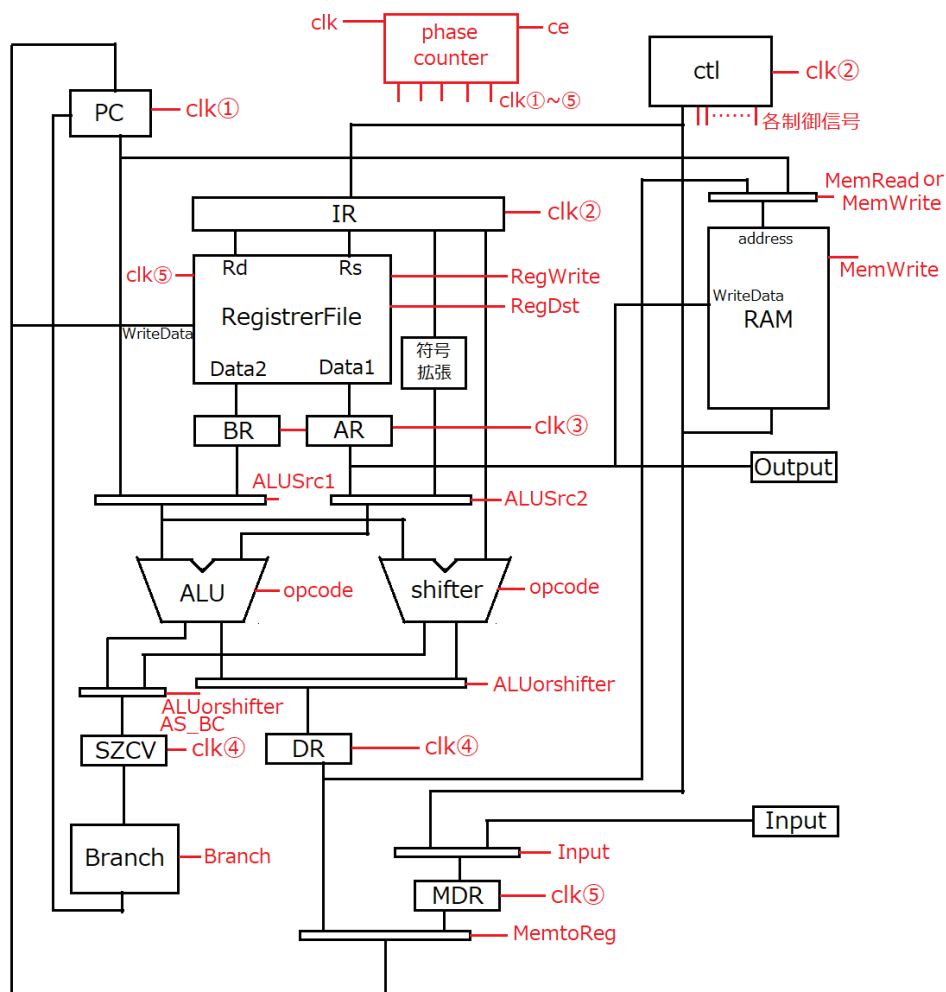 clk
phase
counter
ce
clk①~⑤
ctl
clk②
各制御信号
PC
clk①
MemRead or
MemWrite
IR
clk②
address
MemWrite
clk⑤
Rd
Rs
RegWrite
RegDst
RegistrerFile
WriteData
WriteData
RAM
Data2
Data1
符号
拡張
BR
AR
clk③
Output
ALUSrc1
ALUSrc2
ALU
opcode
shifter
opcode
ALUorshifter
ALUorshifter
AS_BC
SZCV
clk④
DR
clk④
Input
Branch
Branch
Input
MDR
clk⑤
MemtoReg